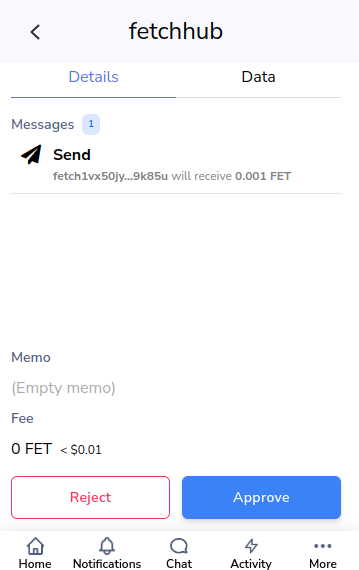 fetchhub
Details
Data
Messages 1
Send
fetch1vx50jy...9k85u will receive 0.001 FET
Memo
(Empty memo)
Fee
0 FET < $0.01
Reject
Approve
Home
Notifications
Chat
Activity
More